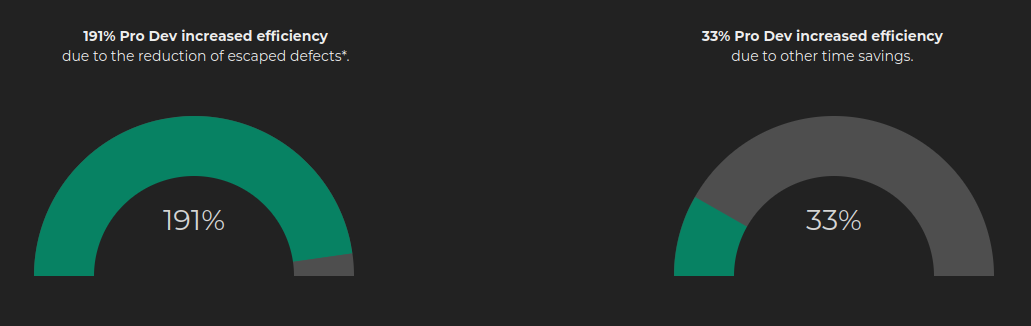 191% Pro Dev increased efficiency
due to the reduction of escaped defects*.
191%
33% Pro Dev increased efficiency
due to other time savings.
33%